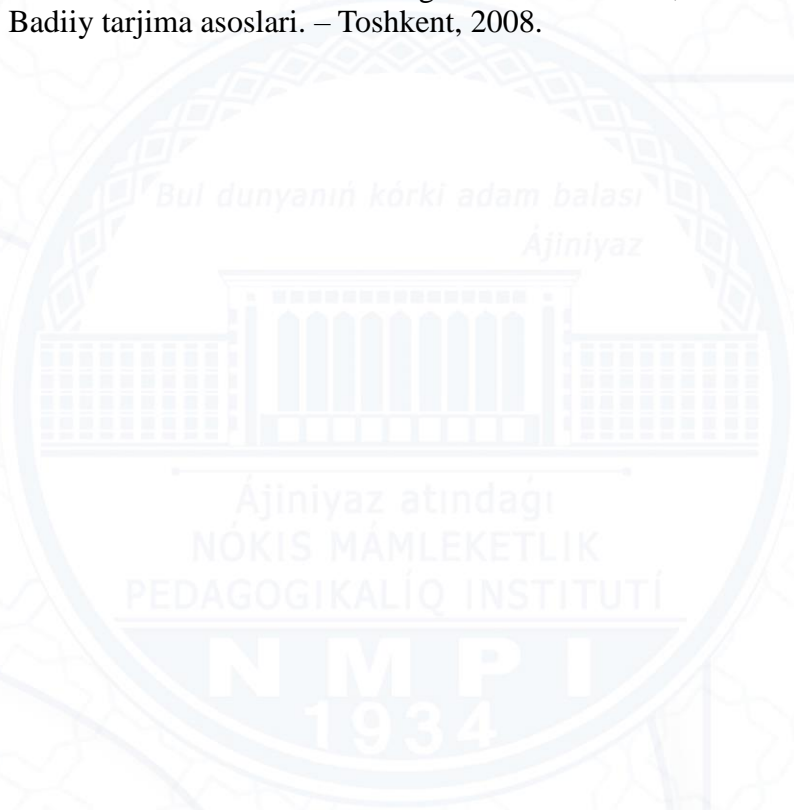 Badiiy tarjima asoslari. – Toshkent, 2008.
Bul dunyanıń kórki adam balası
Ájiniyaz
Ájiniyaz atındaǵı
NÓKIS MÁMLEKETLIK
PEDAGOGIKALÍQ INSTITUTÍ
NMPI
1934